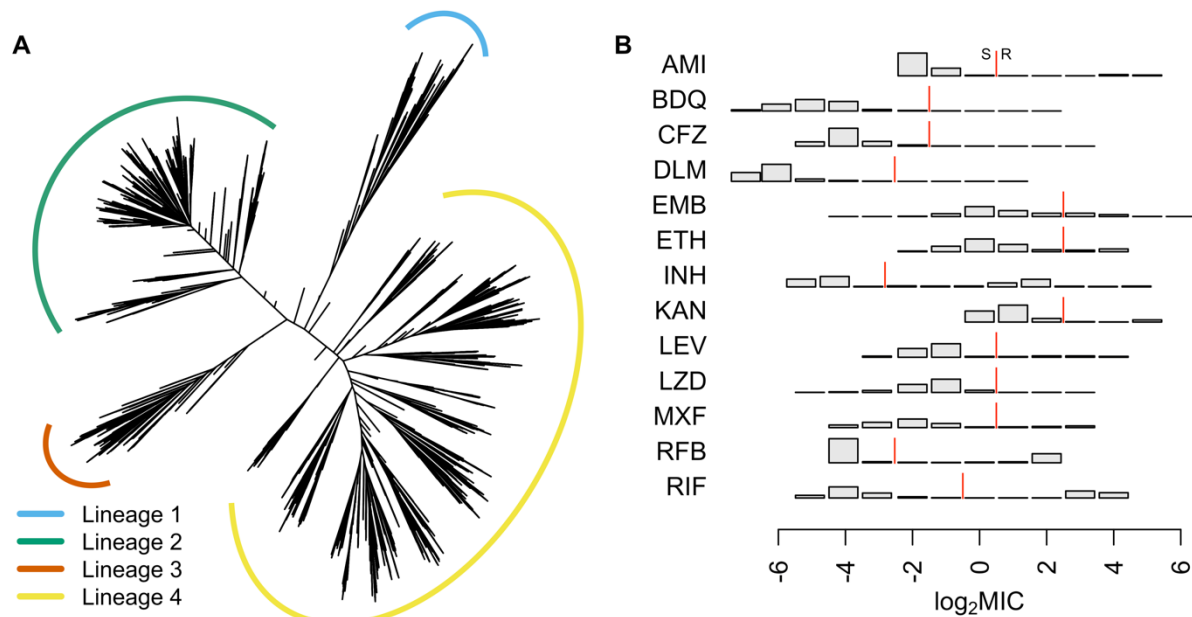 A
Lineage 1
Lineage 2
Lineage 3
Lineage 4
B
S R
AMI
BDQ
CFZ
DLM
EMB
ETH
INH
KAN
LEV
LZD
MXF
RFB
RIF
-6 -4 -2 0 2 4 6
log₂MIC